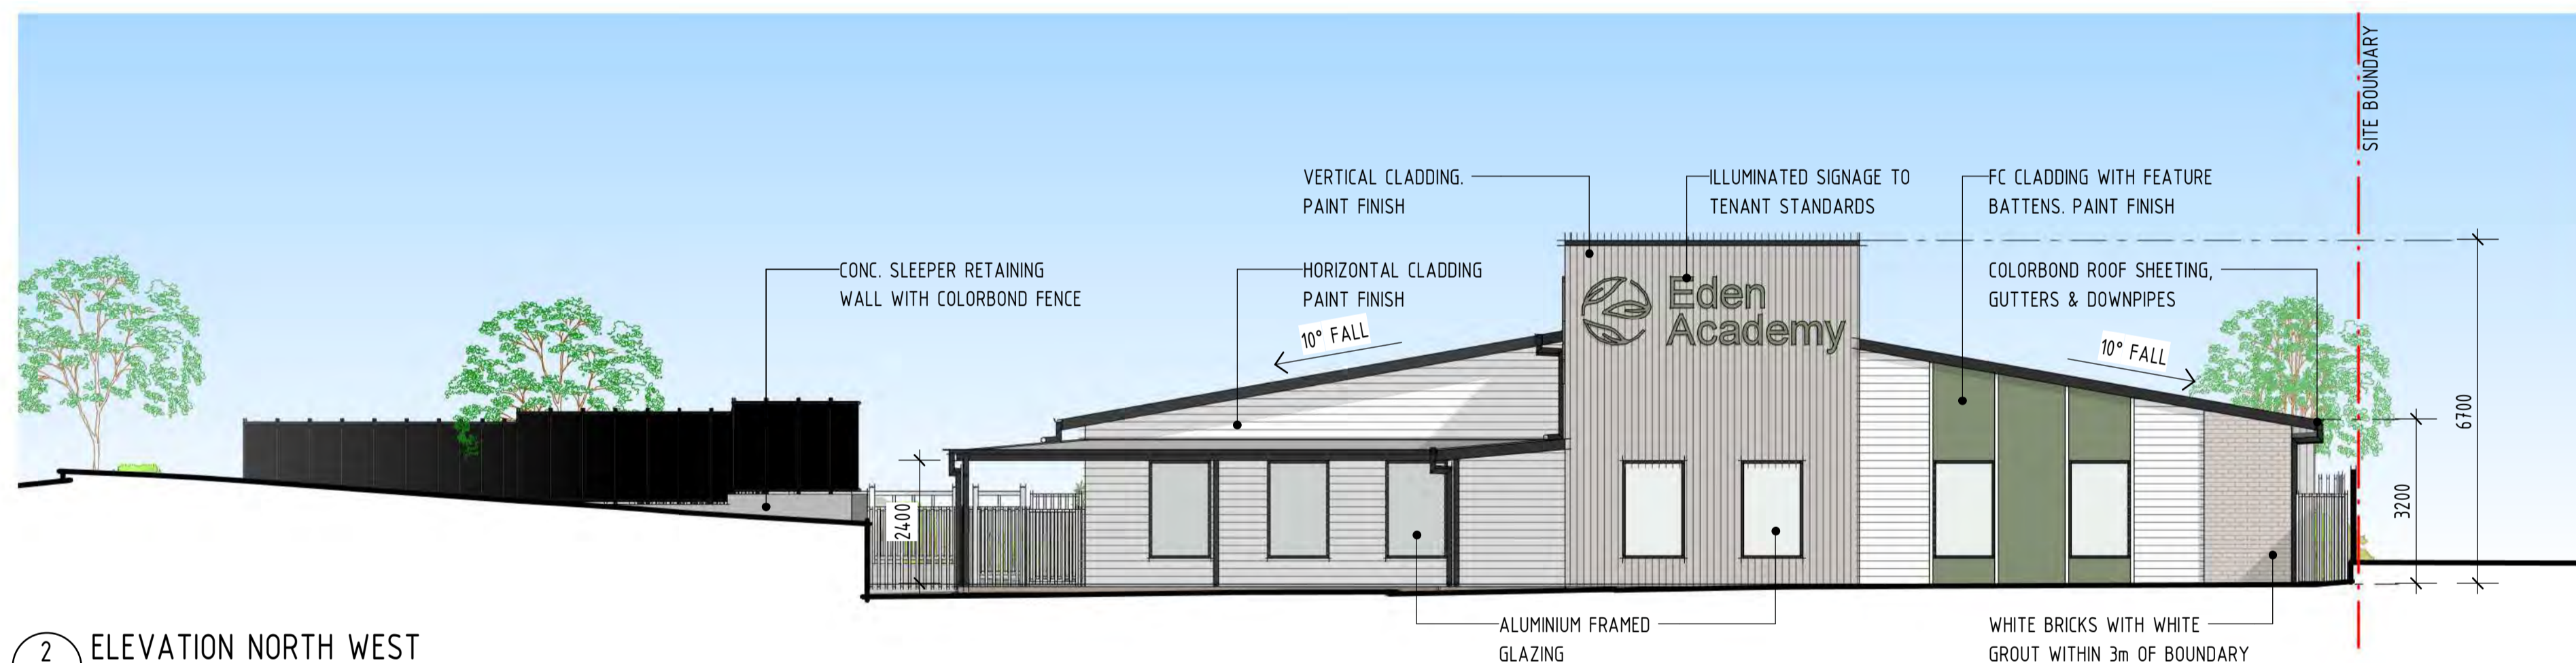 SITE BOUNDARY
VERTICAL CLADDING.
PAINT FINISH
ILLUMINATED SIGNAGE TO
TENANT STANDARDS
FC CLADDING WITH FEATURE
BATTENS. PAINT FINISH
CONC. SLEEPER RETAINING
WALL WITH COLORBOND FENCE
HORIZONTAL CLADDING
PAINT FINISH
COLORBOND ROOF SHEETING,
GUTTERS & DOWNPIPES
Eden
Academy
10° FALL
10° FALL
6700
3200
2400
ALUMINIUM FRAMED
GLAZING
WHITE BRICKS WITH WHITE
GROUT WITHIN 3m OF BOUNDARY
2
ELEVATION NORTH WEST